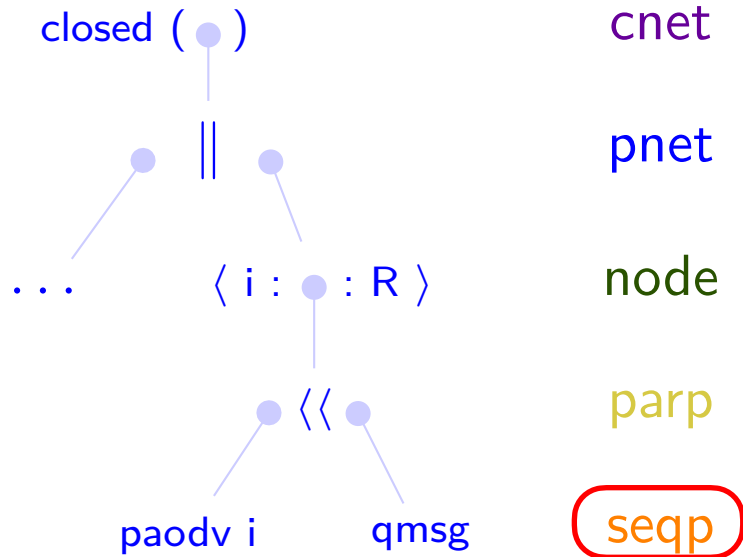 closed ( ) cnet
|| pnet
... ⟨ i : : R ⟩ node
⟨⟨ parp
paodv i qmsg seqp